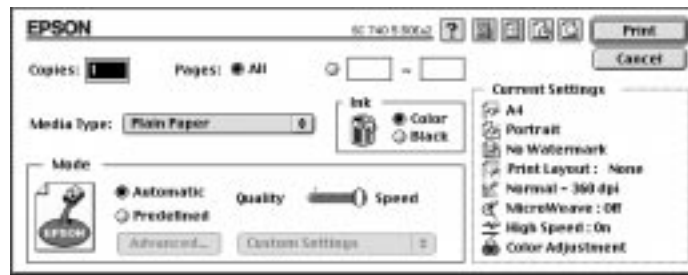 EPSON
?
Print
Cancel
Copies: 1
Pages: All
~
Media Type: Plain Paper
Ink
Color
Black
Mode
Automatic
Predefined
Quality
Speed
Advanced...
Custom Settings
EPSON
Current Settings
A4
Portrait
No Watermark
Print Layout : None
Normal - 360 dpi
MicroWeave : Off
High Speed : On
Color Adjustment